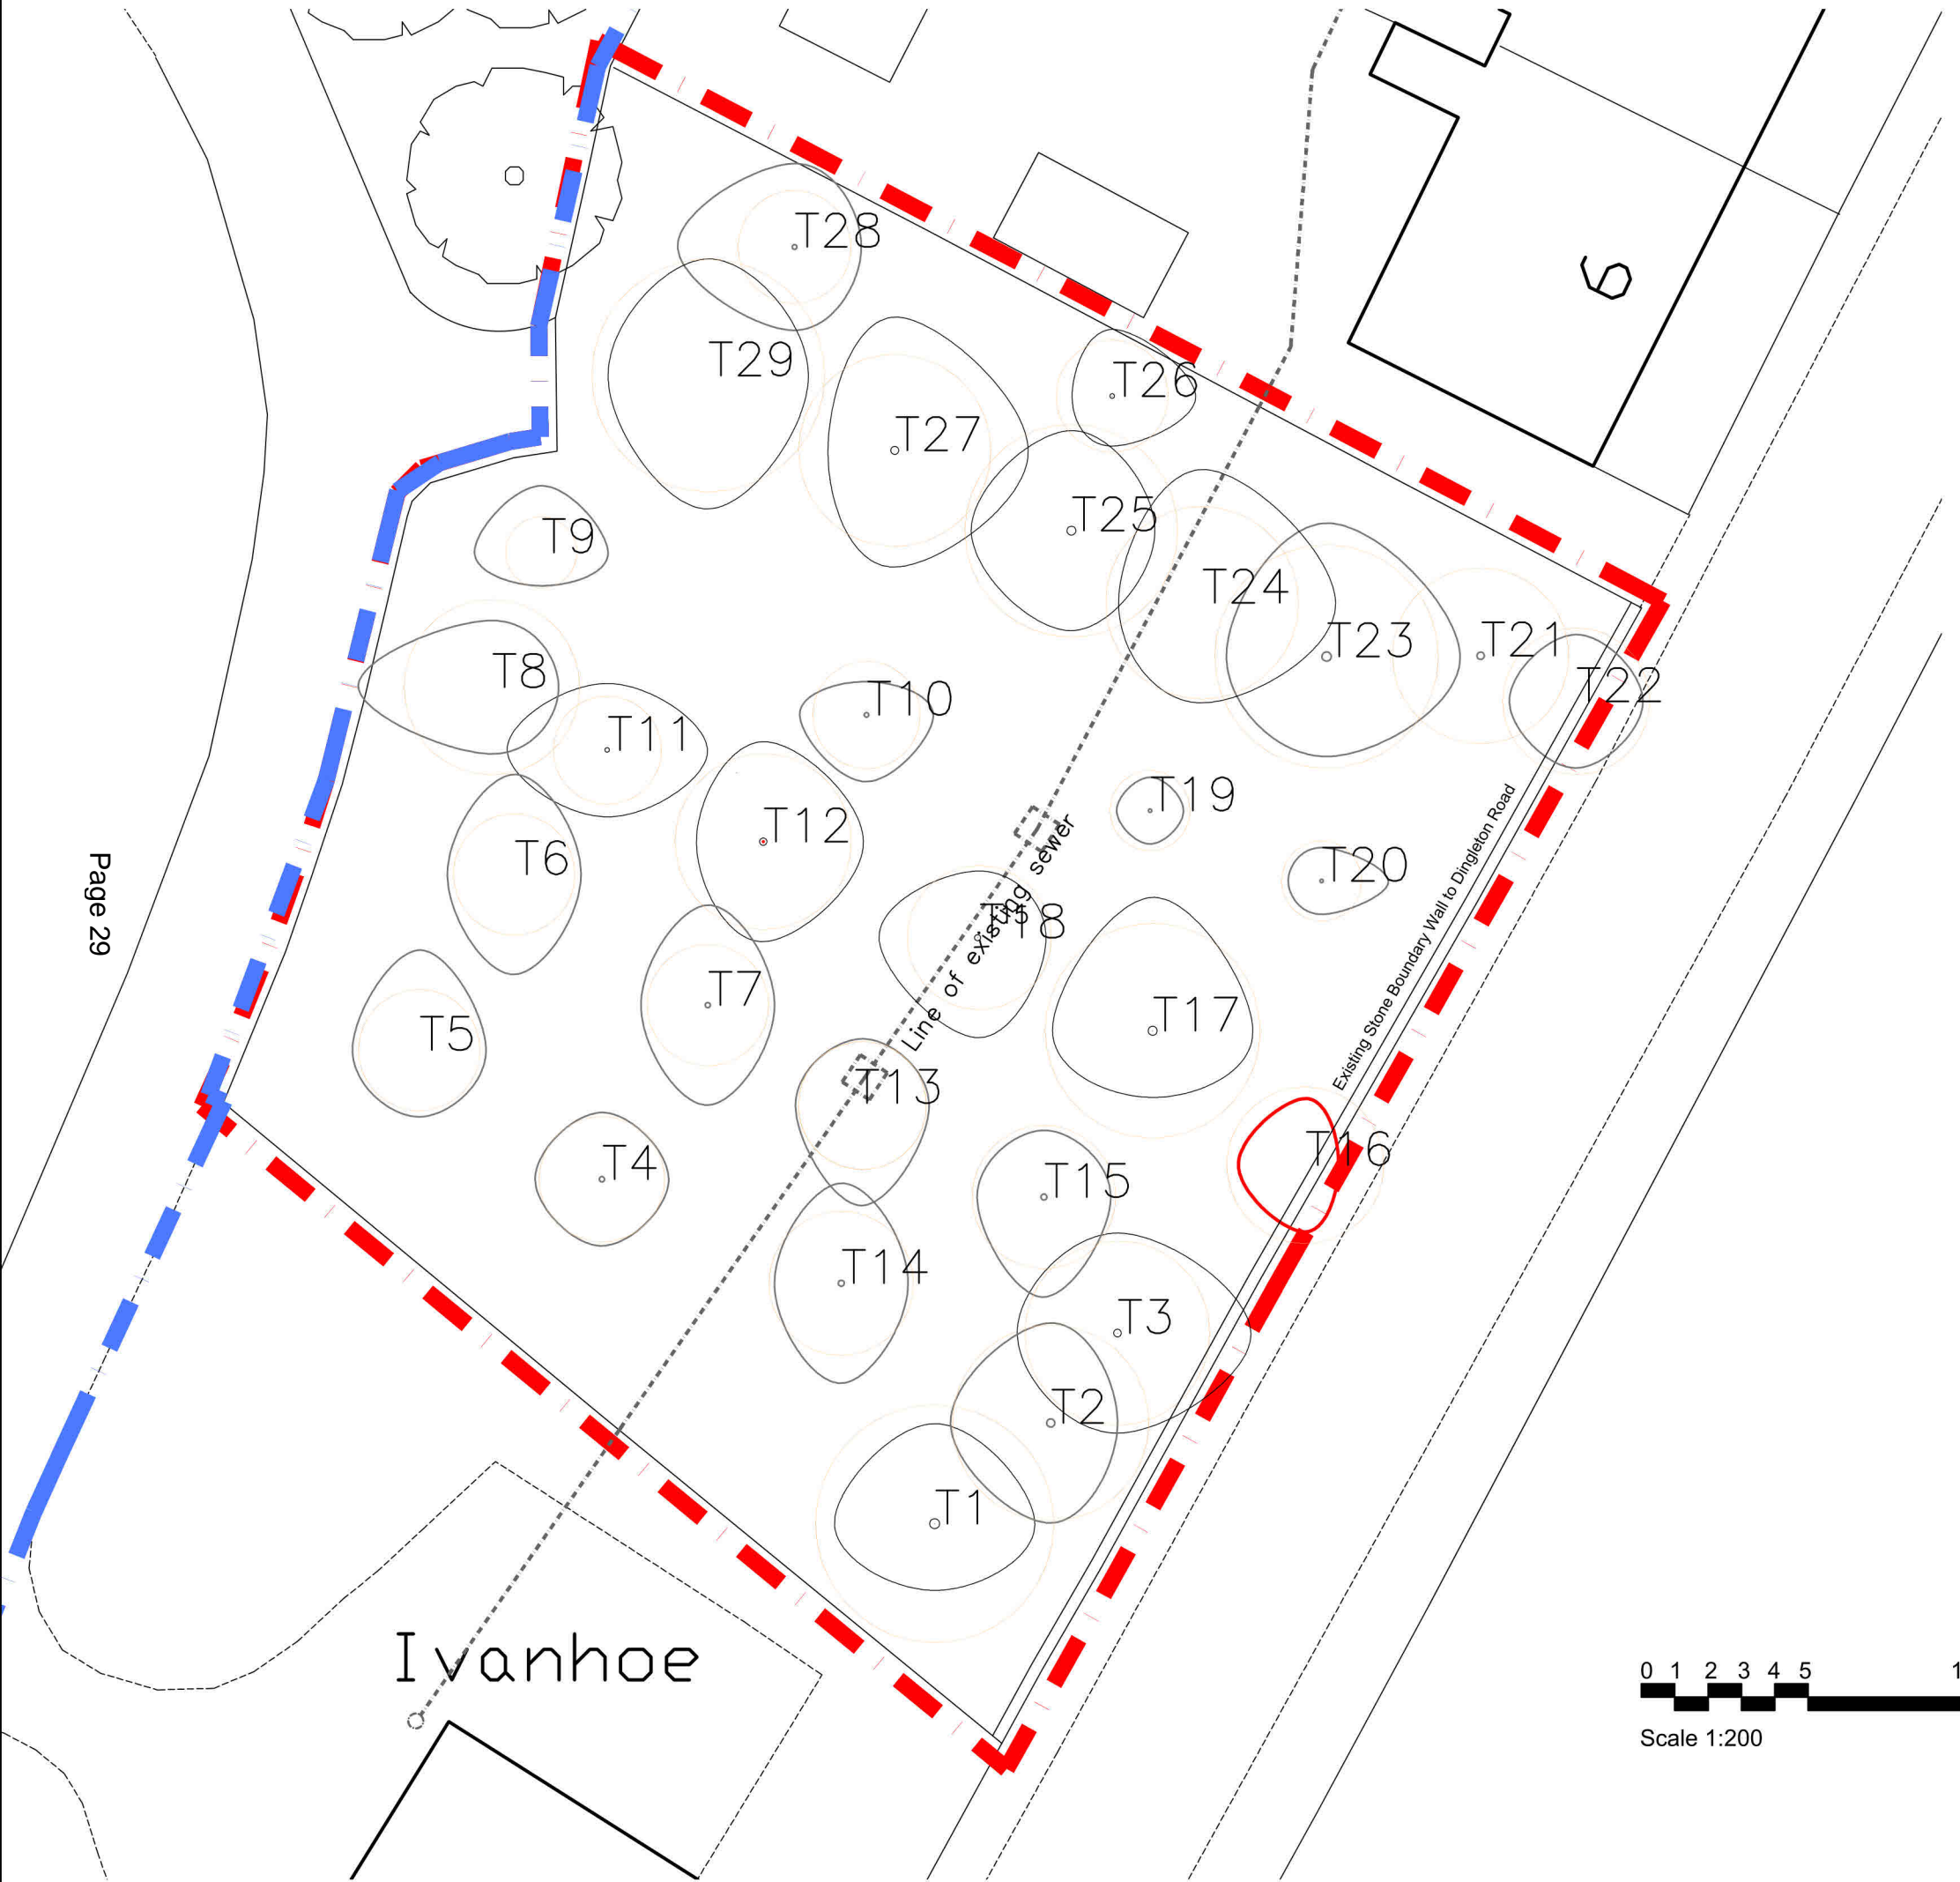 6
T28
T29
T26
T27
T25
T9
T24
T23
T21
T22
T8
T10
T11
T19
T12
T6
T20
T18
Line of existing sewer
Existing Stone Boundary Wall to Dingleton Road
Page 29
T7
T17
T5
T13
T16
T4
T15
T14
T3
T2
T1
Ivanhoe
0 1 2 3 4 5 1
Scale 1:200